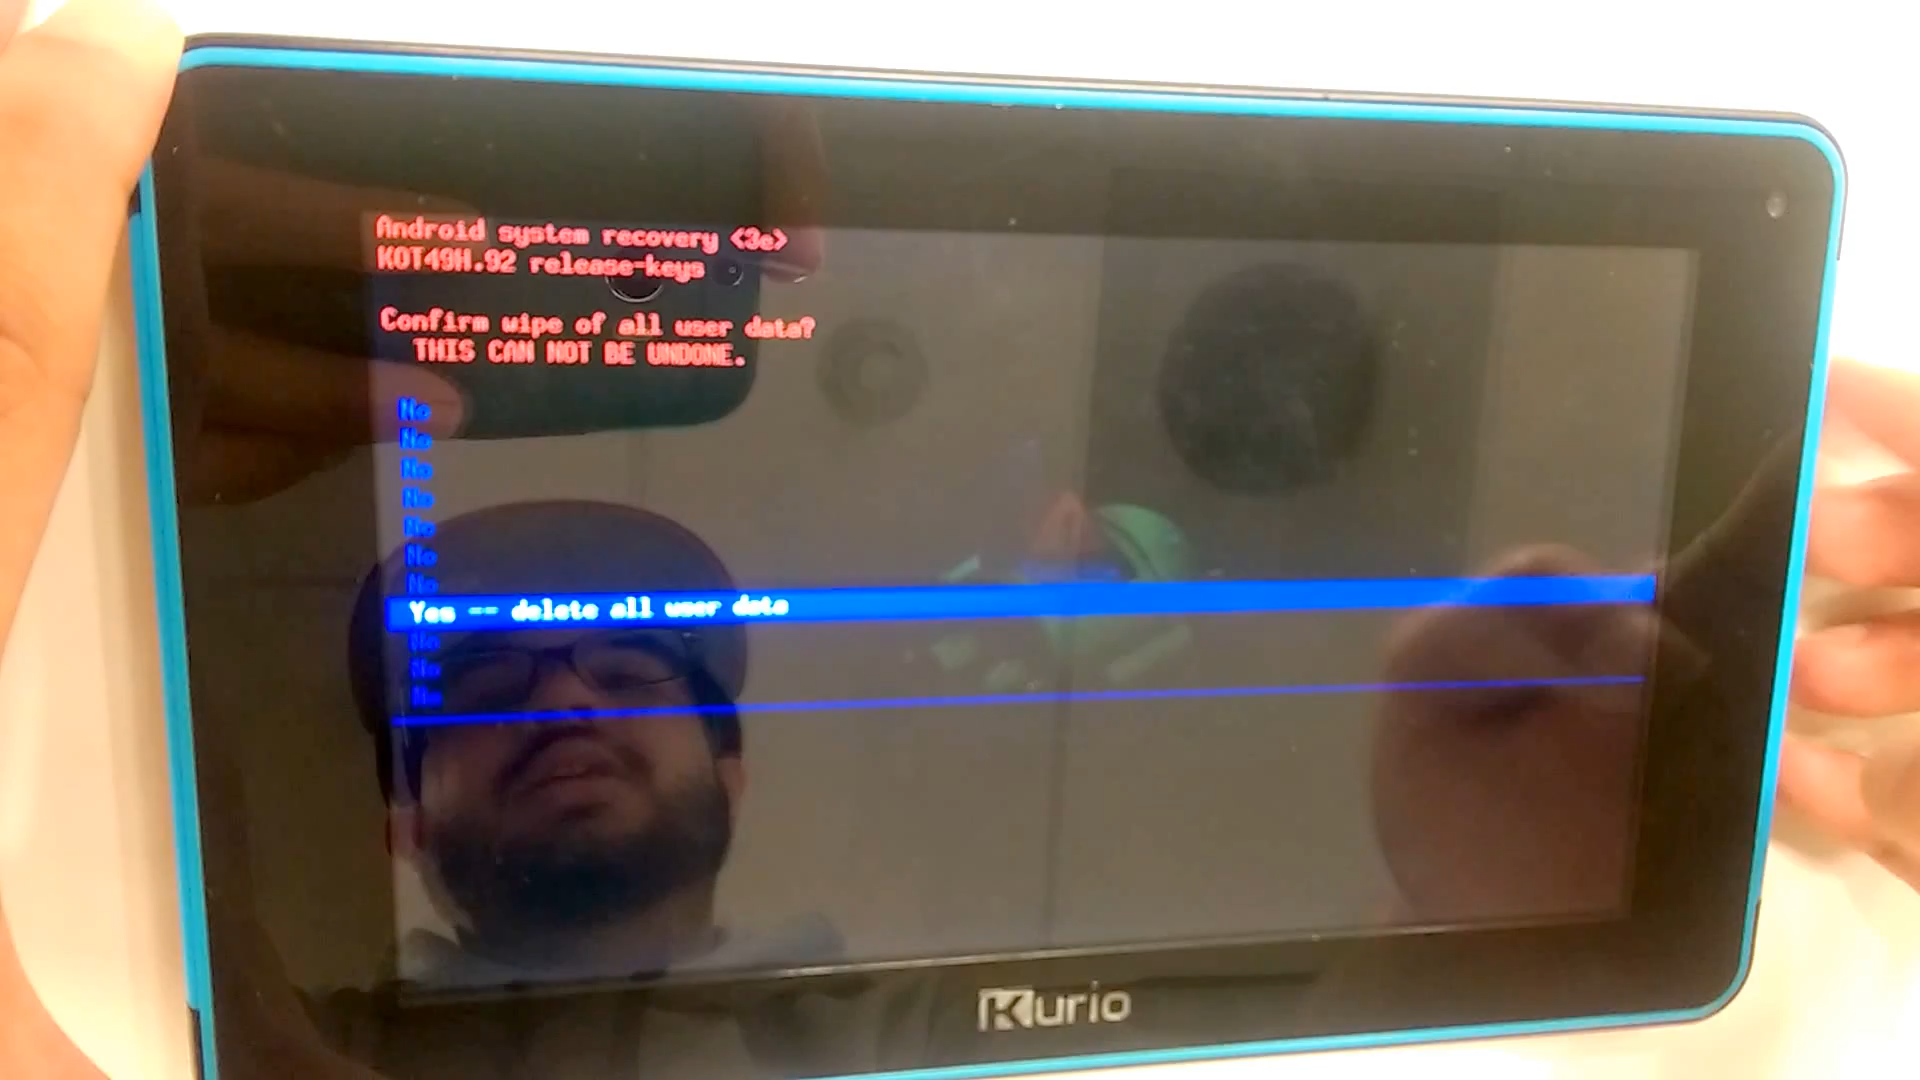 Android system recovery <3e>
KOT49H.92 release-keys
Confirm wipe of all user data?
THIS CAN NOT BE UNDONE.
No
No
No
No
No
No
No
Yes -- delete all user data
No
No
No
Kurio